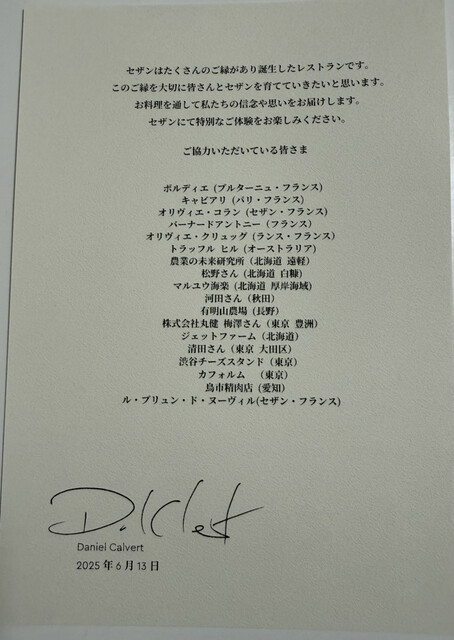 セザンはたくさんのご縁があり誕生したレストランです。
このご縁を大切に皆さんとセザンを育てていきたいと思います。
お料理を通して私たちの信念や思いをお届けします。
セザンにて特別なご体験をお楽しみください。
ご協力いただいている皆さま
ボルディエ (ブルターニュ・フランス)
キャビアリ (パリ・フランス)
オリヴィエ・コラン (セザン・フランス)
バーナードアントニー (フランス)
オリヴィエ・クリュッグ (ランス・フランス)
トラッフル ヒル (オーストラリア)
農業の未来研究所 (北海道 遠軽)
松野さん (北海道 白糠)
マルユウ海楽 (北海道 厚岸海域)
河田さん (秋田)
有明山農場 (長野)
株式会社丸健 梅澤さん (東京 豊洲)
ジェットファーム (北海道)
清田さん (東京 大田区)
渋谷チーズスタンド (東京)
カフォルム (東京)
鳥市精肉店 (愛知)
ル・ブリュン・ド・ヌーヴィル(セザン・フランス)
Daniel Calvert
2025 年 6 月 13 日